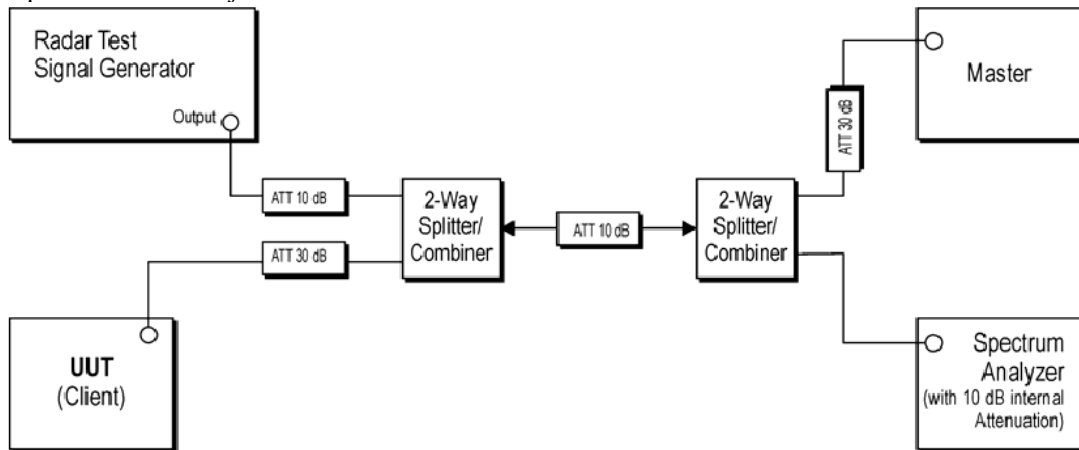 Radar Test
Signal Generator
Output
ATT 10 dB
ATT 30 dB
UUT
(Client)
2-Way
Splitter/
Combiner
ATT 10 dB
2-Way
Splitter/
Combiner
ATT 30 dB
Master
Spectrum
Analyzer
(with 10 dB internal
Attenuation)